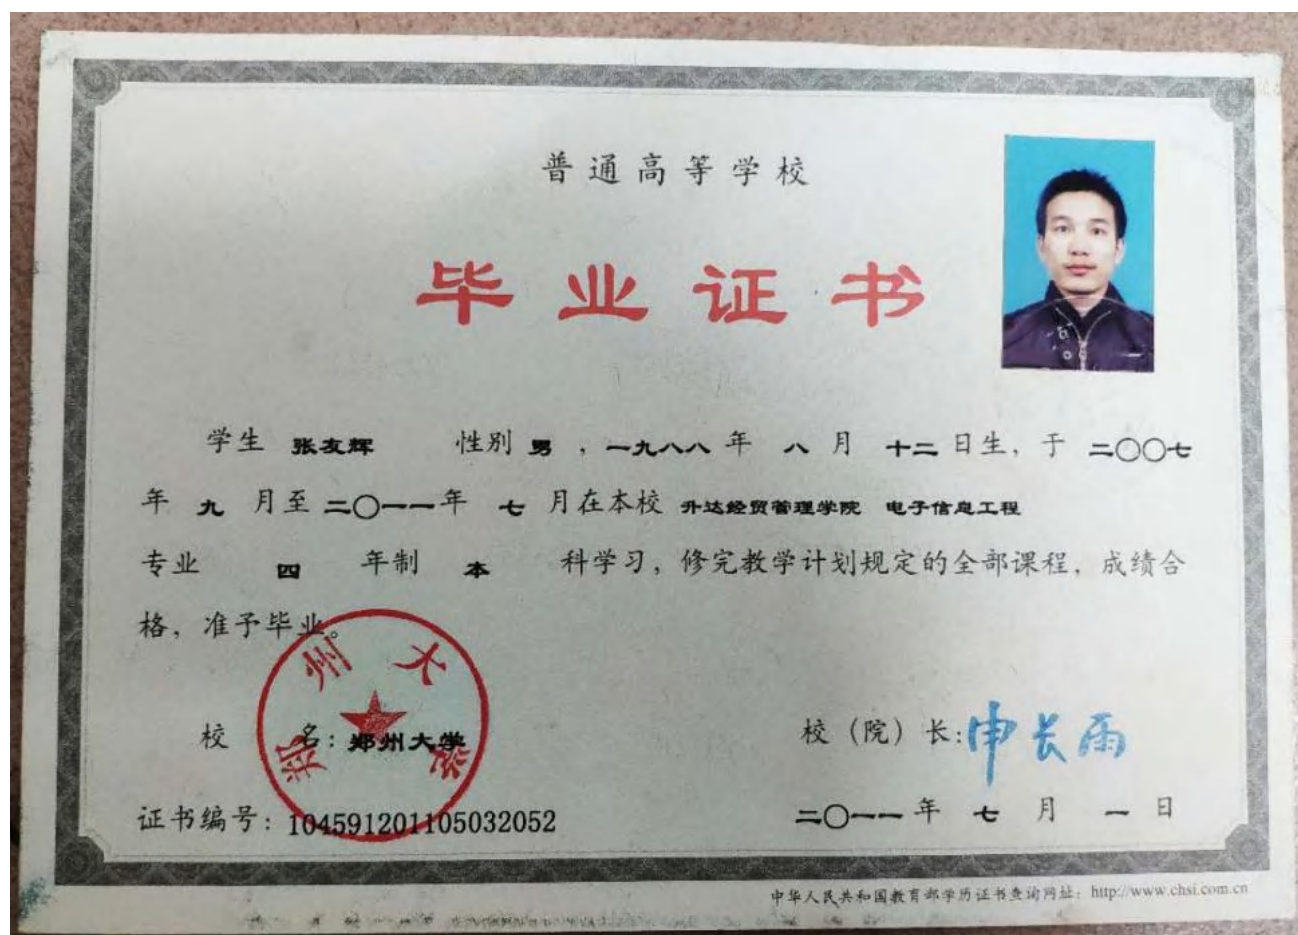 普通高等学校
毕业证书
学生 张友辉 性别 男 ，一九八八 年 八 月 十二 日生，于 二〇〇七
年 九 月至 二〇一一 年 七 月在本校 升达经贸管理学院 电子信息工程
专业 四 年制 本 科学习，修完教学计划规定的全部课程，成绩合
格，准予毕业。
郑州大学
校 名：郑州大学
校（院）长：申长雨
证书编号：104591201105032052
二〇一一 年 七 月 一 日
中华人民共和国教育部学历证书查询网址：http://www.chsi.com.cn